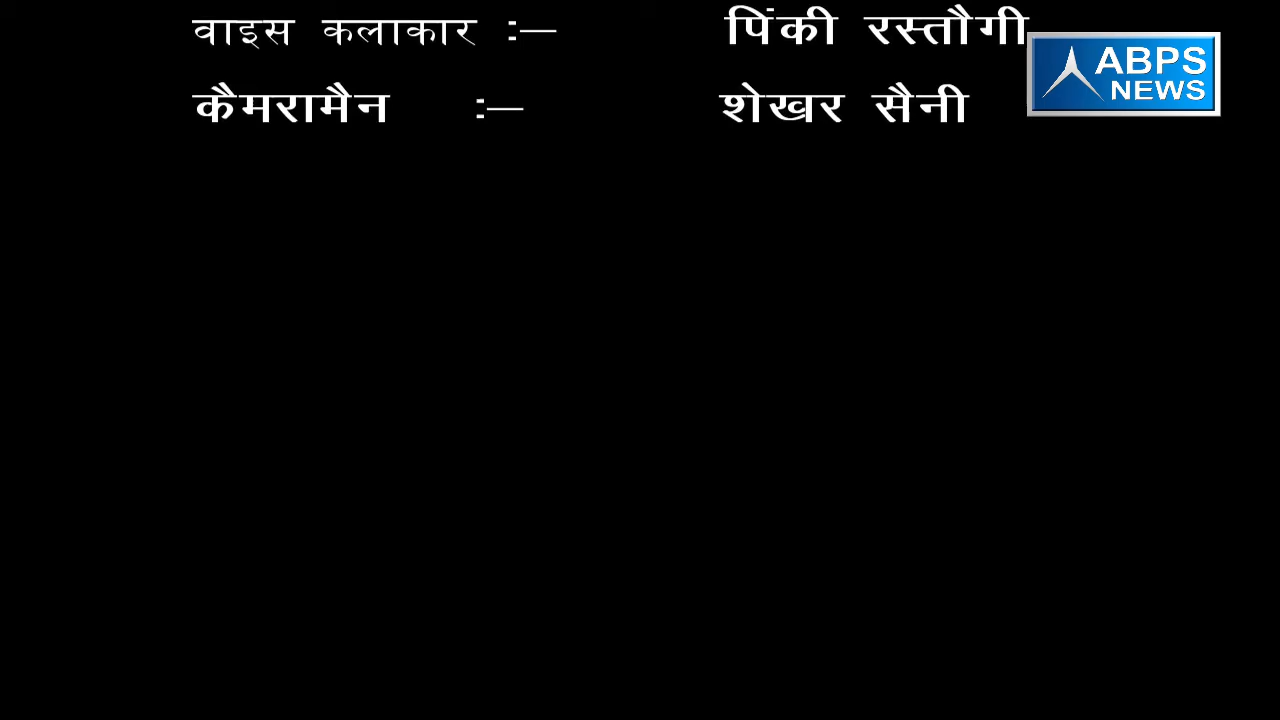 वाइस कलाकार :— पिंकी रस्तौगी
कैमरामैन :— शेखर सैनी
ABPS
NEWS